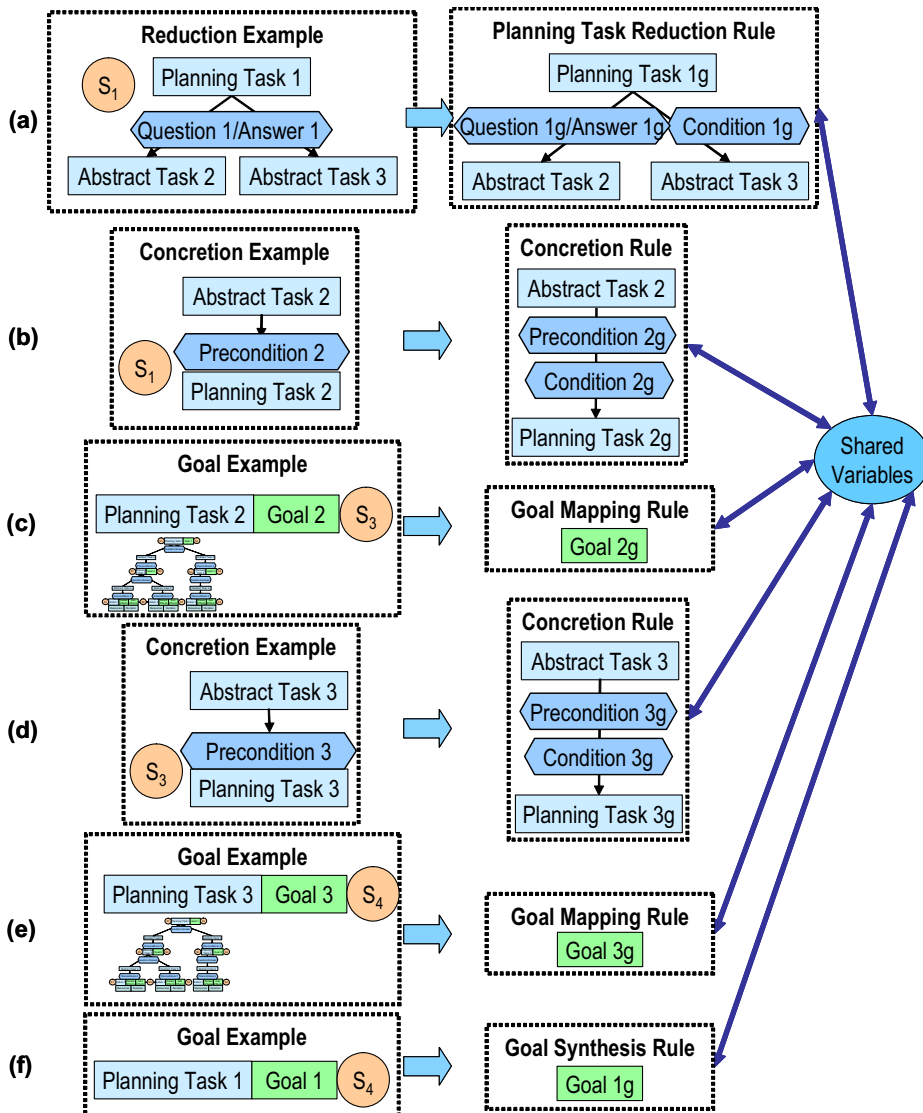 Reduction Example
Planning Task Reduction Rule
(a)
S1
Planning Task 1
Question 1/Answer 1
Abstract Task 2
Abstract Task 3
Planning Task 1g
Question 1g/Answer 1g
Condition 1g
Abstract Task 2
Abstract Task 3
(b)
Concretion Example
Abstract Task 2
S1
Precondition 2
Planning Task 2
Concretion Rule
Abstract Task 2
Precondition 2g
Condition 2g
Planning Task 2g
Shared
Variables
(c)
Goal Example
Planning Task 2
Goal 2
S3
Goal Mapping Rule
Goal 2g
(d)
Concretion Example
Abstract Task 3
S3
Precondition 3
Planning Task 3
Concretion Rule
Abstract Task 3
Precondition 3g
Condition 3g
Planning Task 3g
(e)
Goal Example
Planning Task 3
Goal 3
S4
Goal Mapping Rule
Goal 3g
(f)
Goal Example
Planning Task 1
Goal 1
S4
Goal Synthesis Rule
Goal 1g